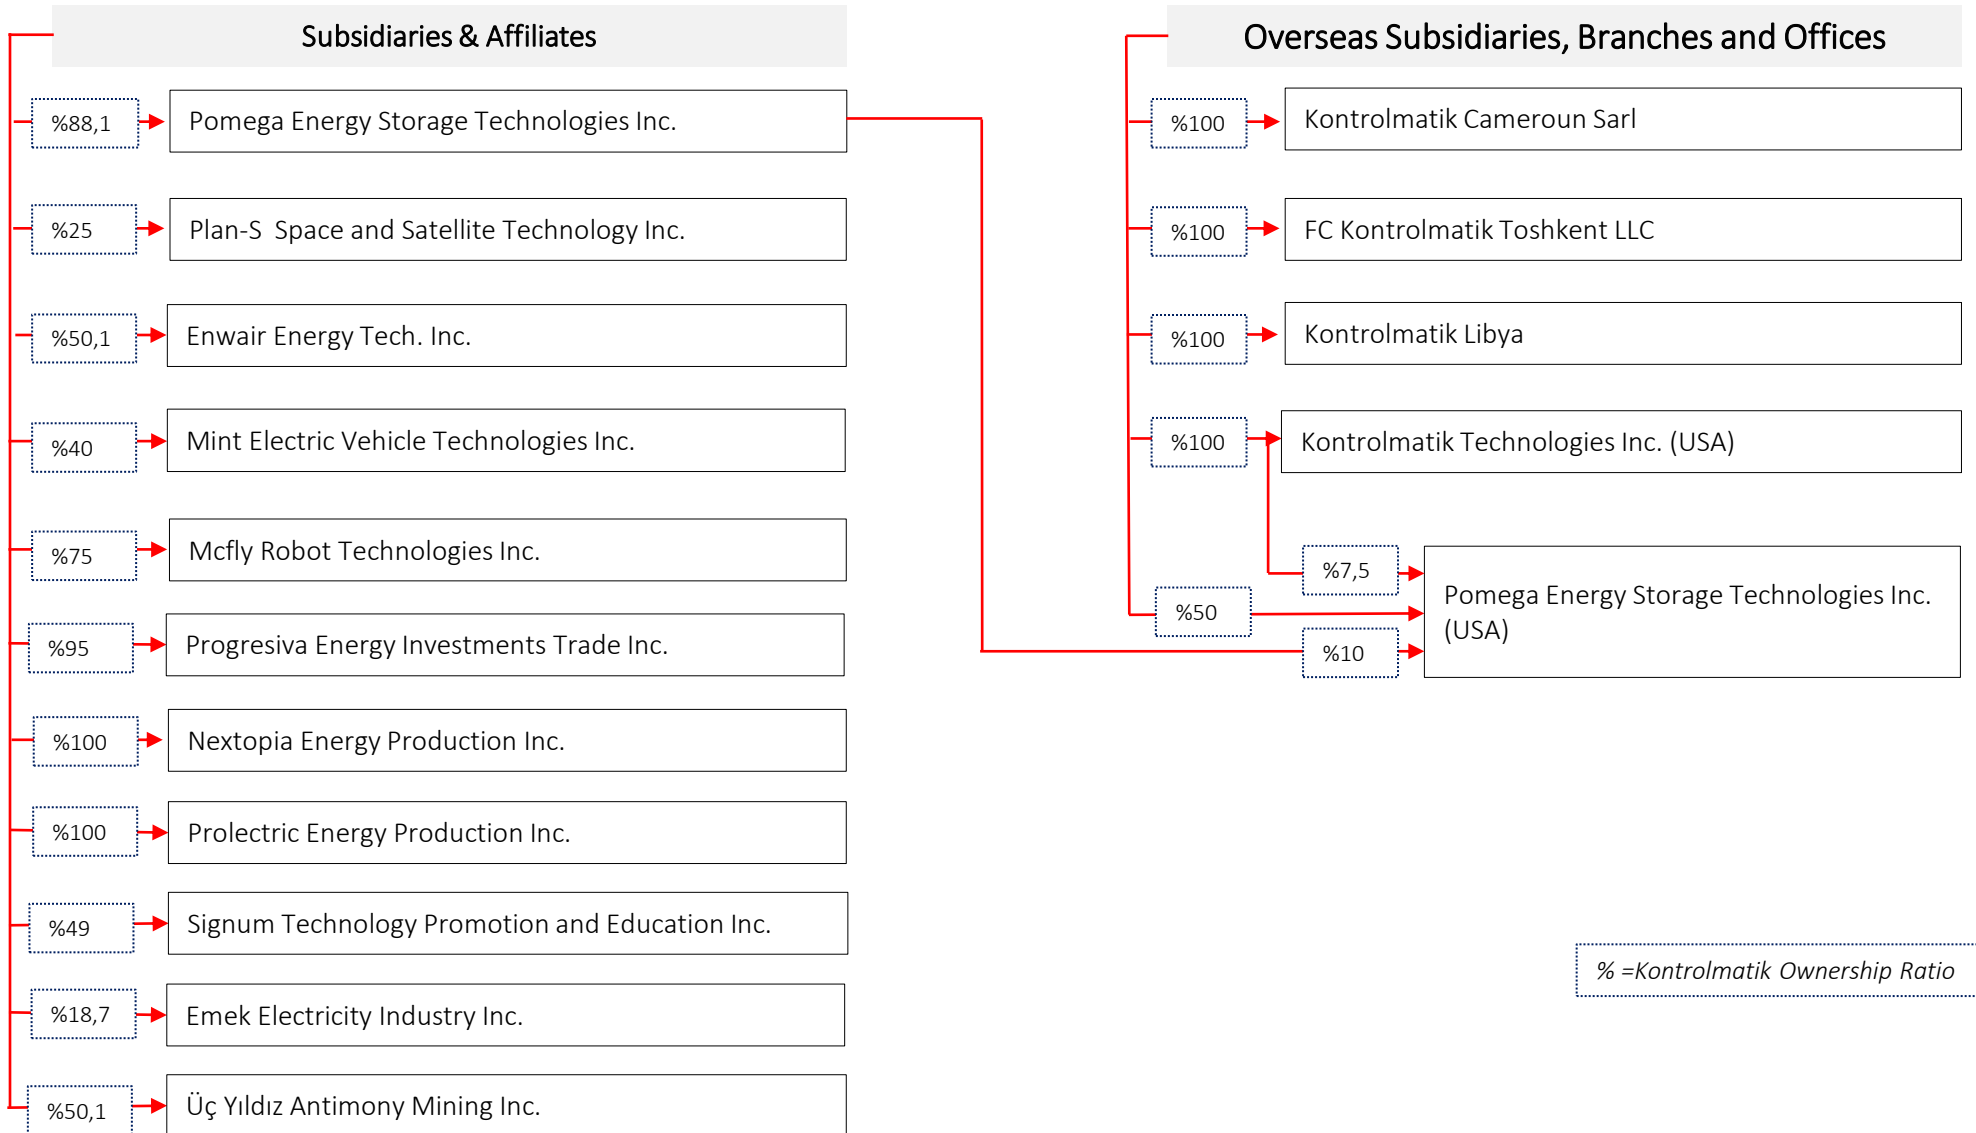 Subsidiaries & Affiliates
%88,1
Pomega Energy Storage Technologies Inc.
%25
Plan-S Space and Satellite Technology Inc.
%50,1
Enwair Energy Tech. Inc.
%40
Mint Electric Vehicle Technologies Inc.
%75
Mcfly Robot Technologies Inc.
%95
Progresiva Energy Investments Trade Inc.
%100
Nextopia Energy Production Inc.
%100
Prolectric Energy Production Inc.
%49
Signum Technology Promotion and Education Inc.
%18,7
Emek Electricity Industry Inc.
%50,1
Üç Yıldız Antimony Mining Inc.
Overseas Subsidiaries, Branches and Offices
%100
Kontrolmatik Cameroun Sarl
%100
FC Kontrolmatik Toshkent LLC
%100
Kontrolmatik Libya
%100
Kontrolmatik Technologies Inc. (USA)
%7,5
%50
%10
Pomega Energy Storage Technologies Inc.
(USA)
% =Kontrolmatik Ownership Ratio